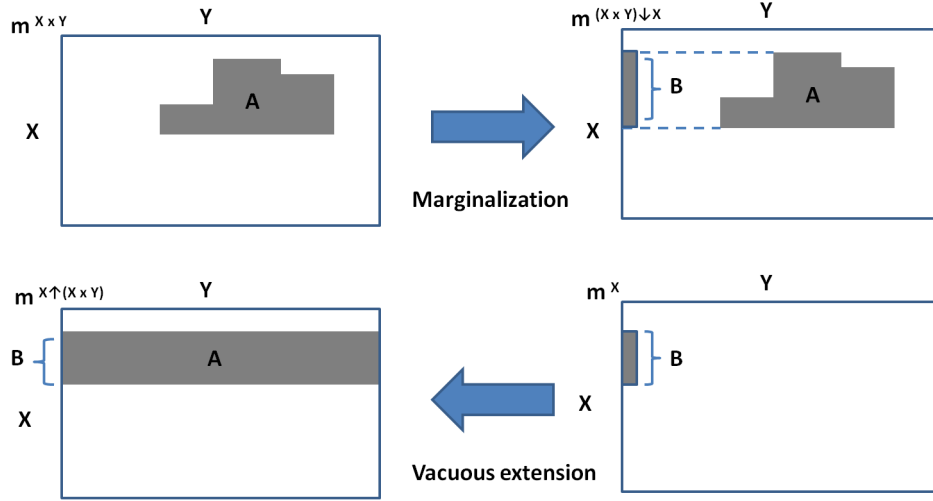 m X x Y
Y
A
X
Marginalization
m (X x Y)↓X
Y
B
A
X
m X↑(X x Y)
Y
B
A
X
Vacuous extension
m X
Y
B
X